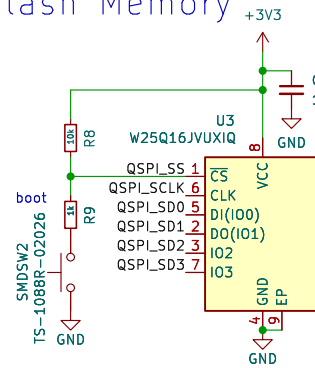 lash Memory
+3V3
GND
U3
W25Q16JVUXIQ
10k
R8
8
VCC
QSPI_SS 1 CS
QSPI_SCLK 6 CLK
QSPI_SD0 5 DI(IO0)
QSPI_SD1 2 DO(IO1)
QSPI_SD2 3 IO2
QSPI_SD3 7 IO3
boot
1k
R9
SMDSW2
TS-1088R-02026
GND
GND
EP
4
9
GND